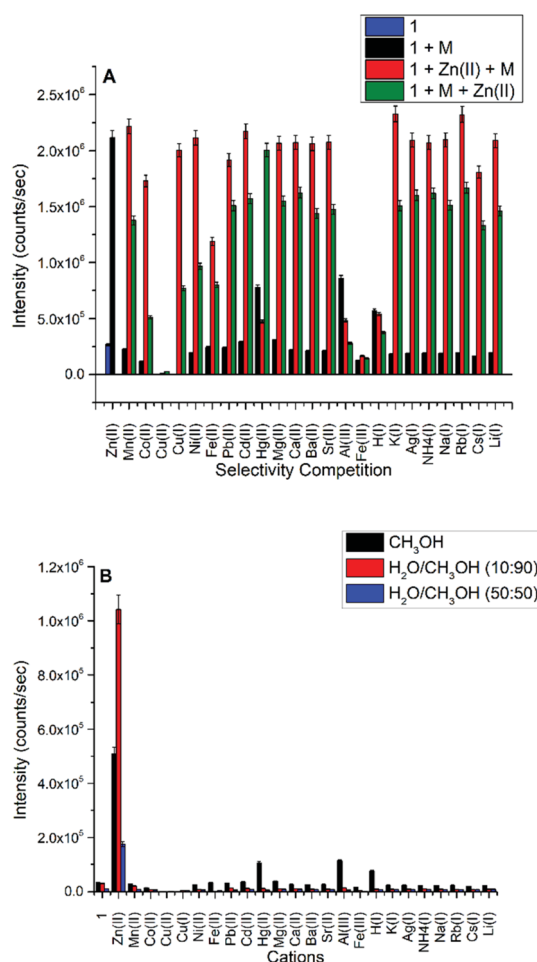 A
1
1 + M
1 + Zn(II) + M
1 + M + Zn(II)
Intensity (counts/sec)
2.5x10⁶
2.0x10⁶
1.5x10⁶
1.0x10⁶
5.0x10⁵
0.0
Zn(II)
Mn(II)
Co(II)
Cu(II)
Cu(I)
Ni(II)
Fe(II)
Pb(II)
Cd(II)
Hg(II)
Mg(II)
Ca(II)
Ba(II)
Sr(II)
Al(III)
Fe(III)
H(I)
K(I)
Ag(I)
NH4(I)
Na(I)
Rb(I)
Cs(I)
Li(I)
Selectivity Competition
B
CH₃OH
H₂O/CH₃OH (10:90)
H₂O/CH₃OH (50:50)
Intensity (counts/sec)
1.2x10⁶
1.0x10⁶
8.0x10⁵
6.0x10⁵
4.0x10⁵
2.0x10⁵
0.0
1
Zn(II)
Mn(II)
Co(II)
Cu(II)
Cu(I)
Ni(II)
Fe(II)
Pb(II)
Cd(II)
Hg(II)
Mg(II)
Ca(II)
Ba(II)
Sr(II)
Al(III)
Fe(III)
H(I)
K(I)
Ag(I)
NH4(I)
Na(I)
Rb(I)
Cs(I)
Li(I)
Cations